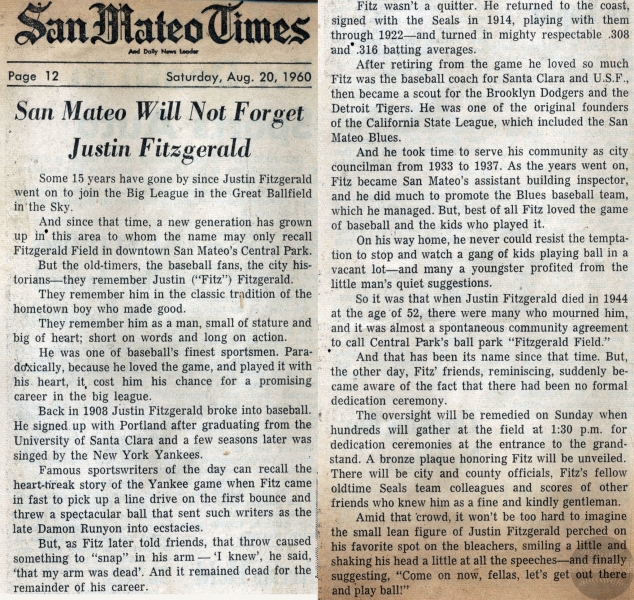 San Mateo Times
And Daily News Leader
Page 12
Saturday, Aug. 20, 1960
San Mateo Will Not Forget
Justin Fitzgerald
Some 15 years have gone by since Justin Fitzgerald
went on to join the Big League in the Great Ballfield
in the Sky.
And since that time, a new generation has grown
up in this area to whom the name may only recall
Fitzgerald Field in downtown San Mateo's Central Park.
But the old-timers, the baseball fans, the city his-
torians—they remember Justin ("Fitz") Fitzgerald.
They remember him in the classic tradition of the
hometown boy who made good.
They remember him as a man, small of stature and
big of heart; short on words and long on action.
He was one of baseball's finest sportsmen. Para-
doxically, because he loved the game, and played it with
his heart, it cost him his chance for a promising
career in the big league.
Back in 1908 Justin Fitzgerald broke into baseball.
He signed up with Portland after graduating from the
University of Santa Clara and a few seasons later was
singed by the New York Yankees.
Famous sportswriters of the day can recall the
heart-break story of the Yankee game when Fitz came
in fast to pick up a line drive on the first bounce and
threw a spectacular ball that sent such writers as the
late Damon Runyon into ecstacies.
But, as Fitz later told friends, that throw caused
something to "snap" in his arm — 'I knew', he said,
'that my arm was dead'. And it remained dead for the
remainder of his career.
Fitz wasn't a quitter. He returned to the coast,
signed with the Seals in 1914, playing with them
through 1922—and turned in mighty respectable .308
and .316 batting averages.
After retiring from the game he loved so much
Fitz was the baseball coach for Santa Clara and U.S.F.,
then became a scout for the Brooklyn Dodgers and the
Detroit Tigers. He was one of the original founders
of the California State League, which included the San
Mateo Blues.
And he took time to serve his community as city
councilman from 1933 to 1937. As the years went on,
Fitz became San Mateo's assistant building inspector,
and he did much to promote the Blues baseball team,
which he managed. But, best of all Fitz loved the game
of baseball and the kids who played it.
On his way home, he never could resist the tempta-
tion to stop and watch a gang of kids playing ball in a
vacant lot—and many a youngster profited from the
little man's quiet suggestions.
So it was that when Justin Fitzgerald died in 1944
at the age of 52, there were many who mourned him,
and it was almost a spontaneous community agreement
to call Central Park's ball park "Fitzgerald Field."
And that has been its name since that time. But,
the other day, Fitz' friends, reminiscing, suddenly be-
came aware of the fact that there had been no formal
dedication ceremony.
The oversight will be remedied on Sunday when
hundreds will gather at the field at 1:30 p.m. for
dedication ceremonies at the entrance to the grand-
stand. A bronze plaque honoring Fitz will be unveiled.
There will be city and county officials, Fitz's fellow
oldtime Seals team colleagues and scores of other
friends who knew him as a fine and kindly gentleman.
Amid that crowd, it won't be too hard to imagine
the small lean figure of Justin Fitzgerald perched on
his favorite spot on the bleachers, smiling a little and
shaking his head a little at all the speeches—and finally
suggesting, "Come on now, fellas, let's get out there
and play ball!"